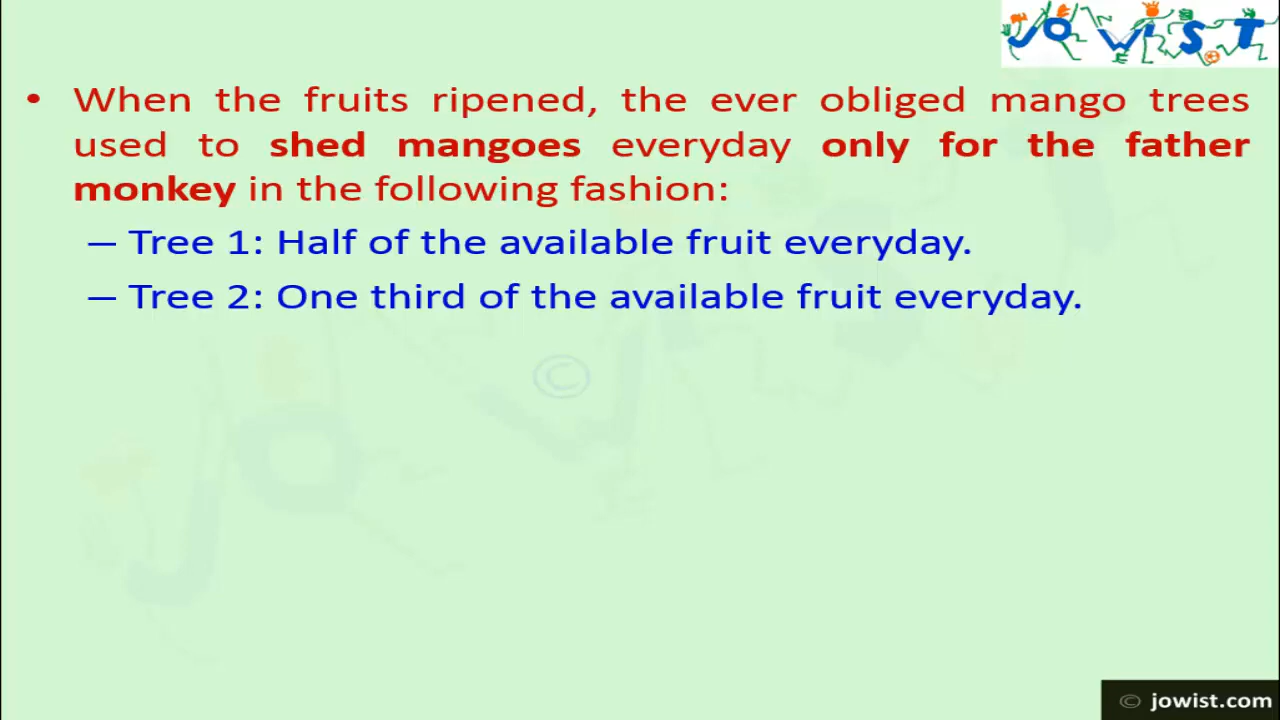 JOWIST
• When the fruits ripened, the ever obliged mango trees
used to shed mangoes everyday only for the father
monkey in the following fashion:
– Tree 1: Half of the available fruit everyday.
– Tree 2: One third of the available fruit everyday.
©
© jowist.com